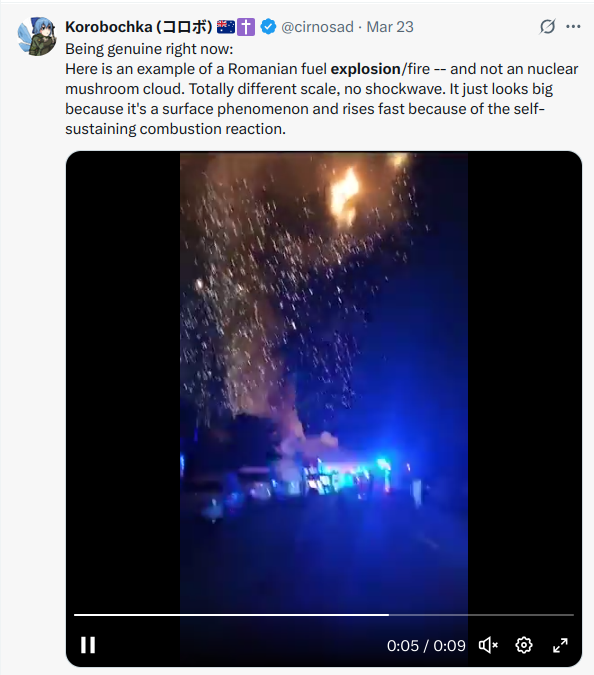 Korobochka (コロボ) 🇦🇺✝️ @cirnosad · Mar 23
Being genuine right now:
Here is an example of a Romanian fuel explosion/fire -- and not an nuclear
mushroom cloud. Totally different scale, no shockwave. It just looks big
because it's a surface phenomenon and rises fast because of the self-
sustaining combustion reaction.
0:05 / 0:09